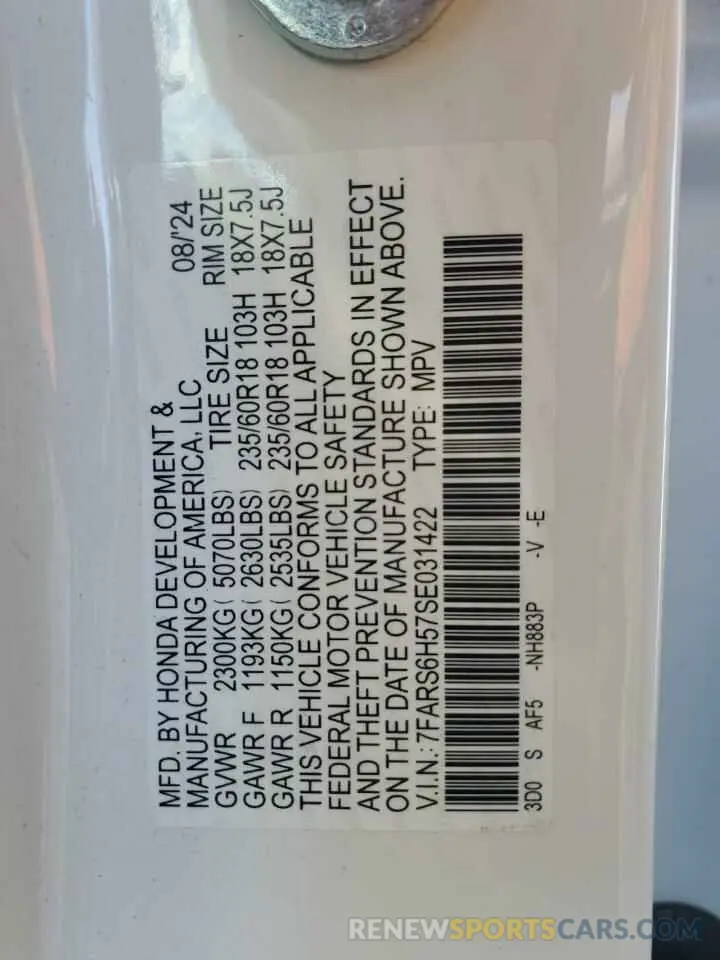 MFD. BY HONDA DEVELOPMENT &
MANUFACTURING OF AMERICA, LLC 08/'24
GVWR 2300KG( 5070LBS) TIRE SIZE RIM SIZE
GAWR F 1193KG( 2630LBS) 235/60R18 103H 18X7.5J
GAWR R 1150KG( 2535LBS) 235/60R18 103H 18X7.5J
THIS VEHICLE CONFORMS TO ALL APPLICABLE
FEDERAL MOTOR VEHICLE SAFETY
AND THEFT PREVENTION STANDARDS IN EFFECT
ON THE DATE OF MANUFACTURE SHOWN ABOVE.
V.I.N.: 7FARS6H57SE031422 TYPE: MPV
3D0 S AF5 -NH883P -V -E
RENEWSPORTSCARS.COM